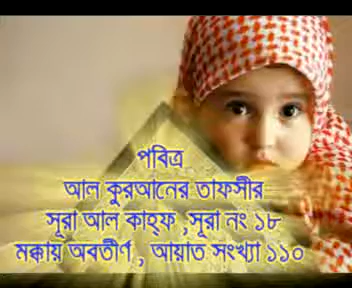 পবিত্র
আল কুরআনের তাফসীর
সূরা আল কাহ্ফ ,সূরা নং ১৮
মক্কায় অবতীর্ণ , আয়াত সংখ্যা ১১০